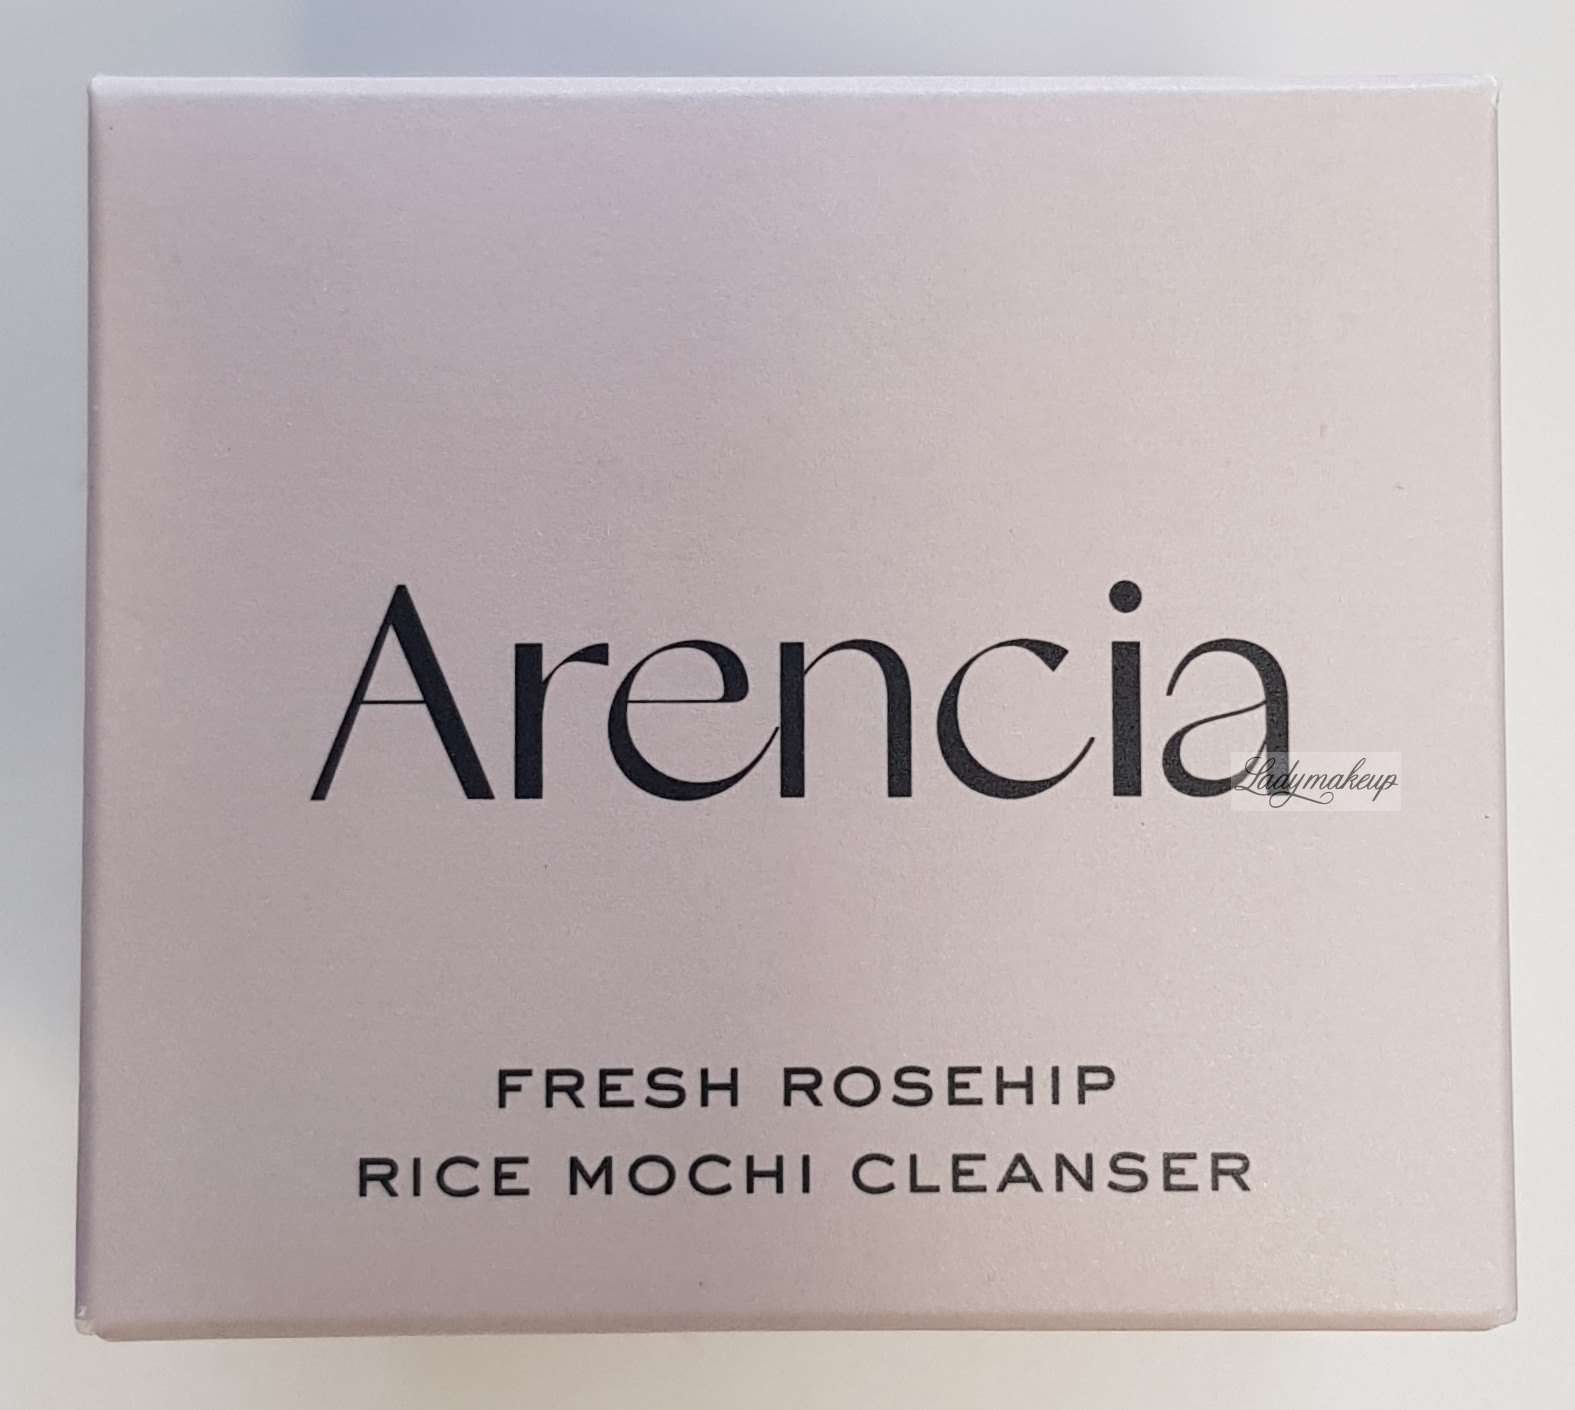 Arencia
Ladymakeup
FRESH ROSEHIP
RICE MOCHI CLEANSER